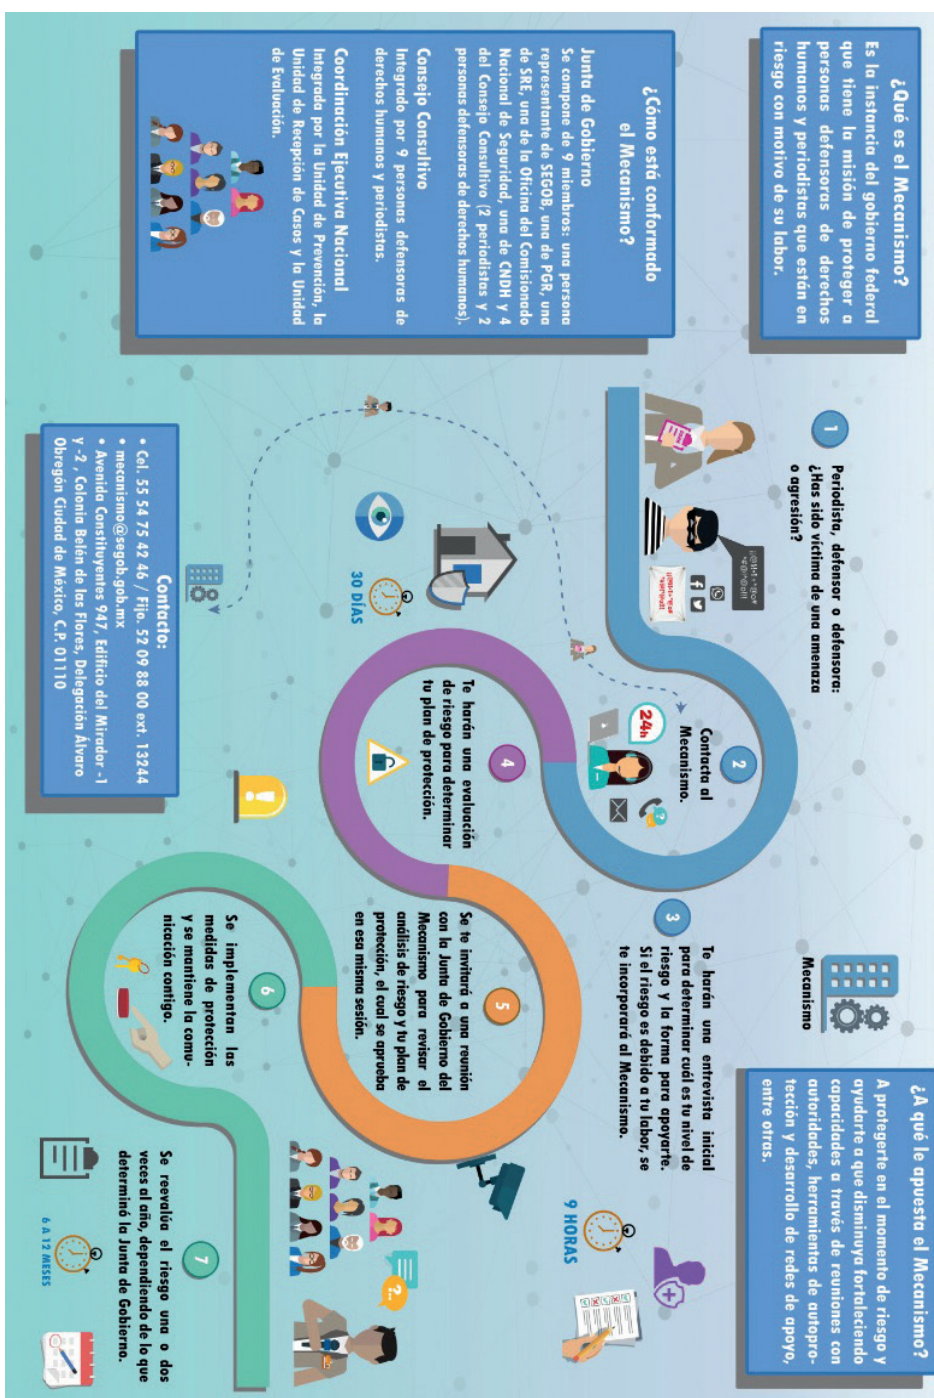 ¿Qué es el Mecanismo?
Es la instancia del gobierno federal
que tiene la misión de proteger a
personas defensoras de derechos
humanos y periodistas que están en
riesgo con motivo de su labor.
¿Cómo está conformado
el Mecanismo?
Junta de Gobierno
Se compone de 9 miembros: una persona
representante de SEGOB, una de PGR, una
de SRE, una de la Oficina del Comisionado
Nacional de Seguridad, una de CNDH y 4
del Consejo Consultivo (2 periodistas y 2
personas defensoras de derechos humanos).
Consejo Consultivo
Integrado por 9 personas defensoras de
derechos humanos y periodistas.
Coordinación Ejecutiva Nacional
Integrada por la Unidad de Prevención, la
Unidad de Recepción de Casos y la Unidad
de Evaluación.
1
Periodista, defensor o defensora:
¿Has sido víctima de una amenaza
o agresión?
2
Contacta al
Mecanismo.
24h
3
Te harán una entrevista inicial
para determinar cuál es tu nivel de
riesgo y la forma para apoyarte.
Si el riesgo es debido a tu labor, se
te incorporará al Mecanismo.
9 HORAS
4
Te harán una evaluación
de riesgo para determinar
tu plan de protección.
30 DÍAS
5
Se te invitará a una reunión
con la Junta de Gobierno del
Mecanismo para revisar el
análisis de riesgo y tu plan de
protección, el cual se aprueba
en esa misma sesión.
6
Se implementan las
medidas de protección
y se mantiene la comu-
nicación contigo.
7
Se reevalúa el riesgo una o dos
veces al año, dependiendo de lo que
determinó la Junta de Gobierno.
6 A 12 MESES
Mecanismo
¿A qué le apuesta el Mecanismo?
A protegerte en el momento de riesgo y
ayudarte a que disminuya fortaleciendo
capacidades a través de reuniones con
autoridades, herramientas de autopro-
tección y desarrollo de redes de apoyo,
entre otras.
Contacto:
• Cel. 55 54 75 42 46 / Fijo. 52 09 88 00 ext. 13244
• mecanismo@segob.gob.mx
• Avenida Constituyentes 947, Edificio del Mirador -1
y -2 , Colonia Belén de las Flores, Delegación Álvaro
Obregón Ciudad de México, C.P. 01110